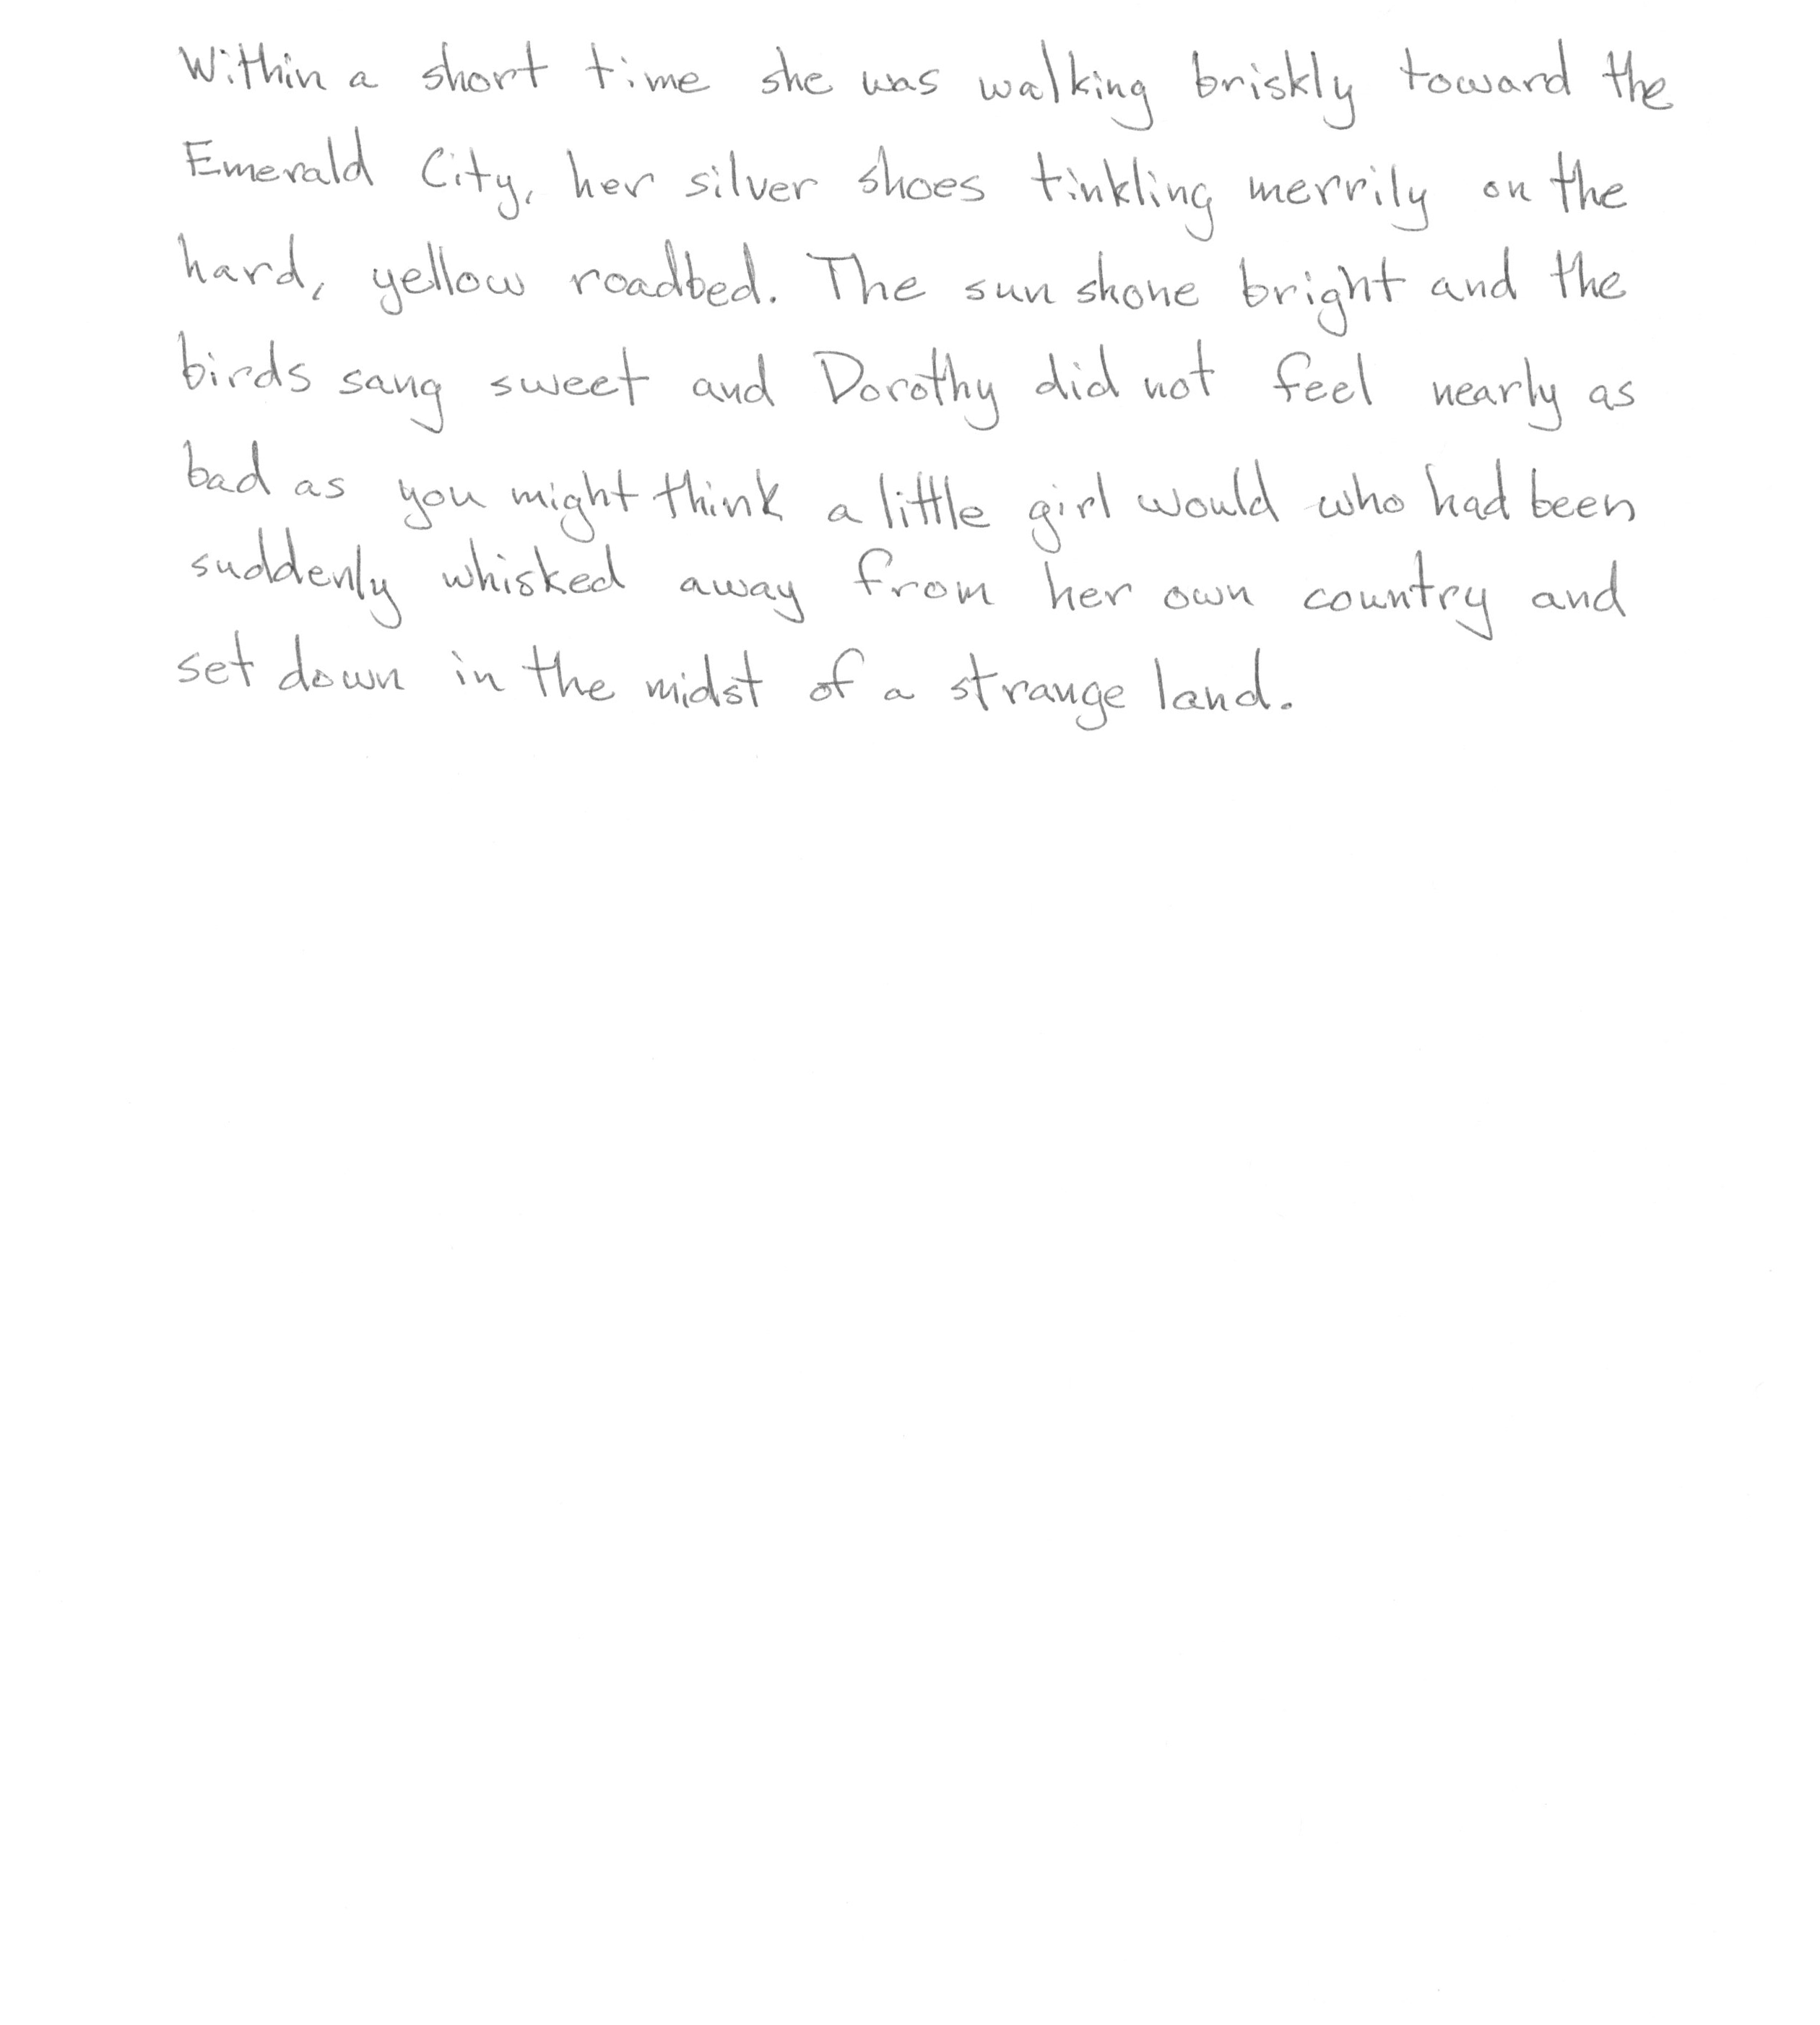 Within a short time she was walking briskly toward the
Emerald City, her silver shoes tinkling merrily on the
hard, yellow roadbed. The sun shone bright and the
birds sang sweet and Dorothy did not feel nearly as
bad as you might think a little girl would who had been
suddenly whisked away from her own country and
set down in the midst of a strange land.